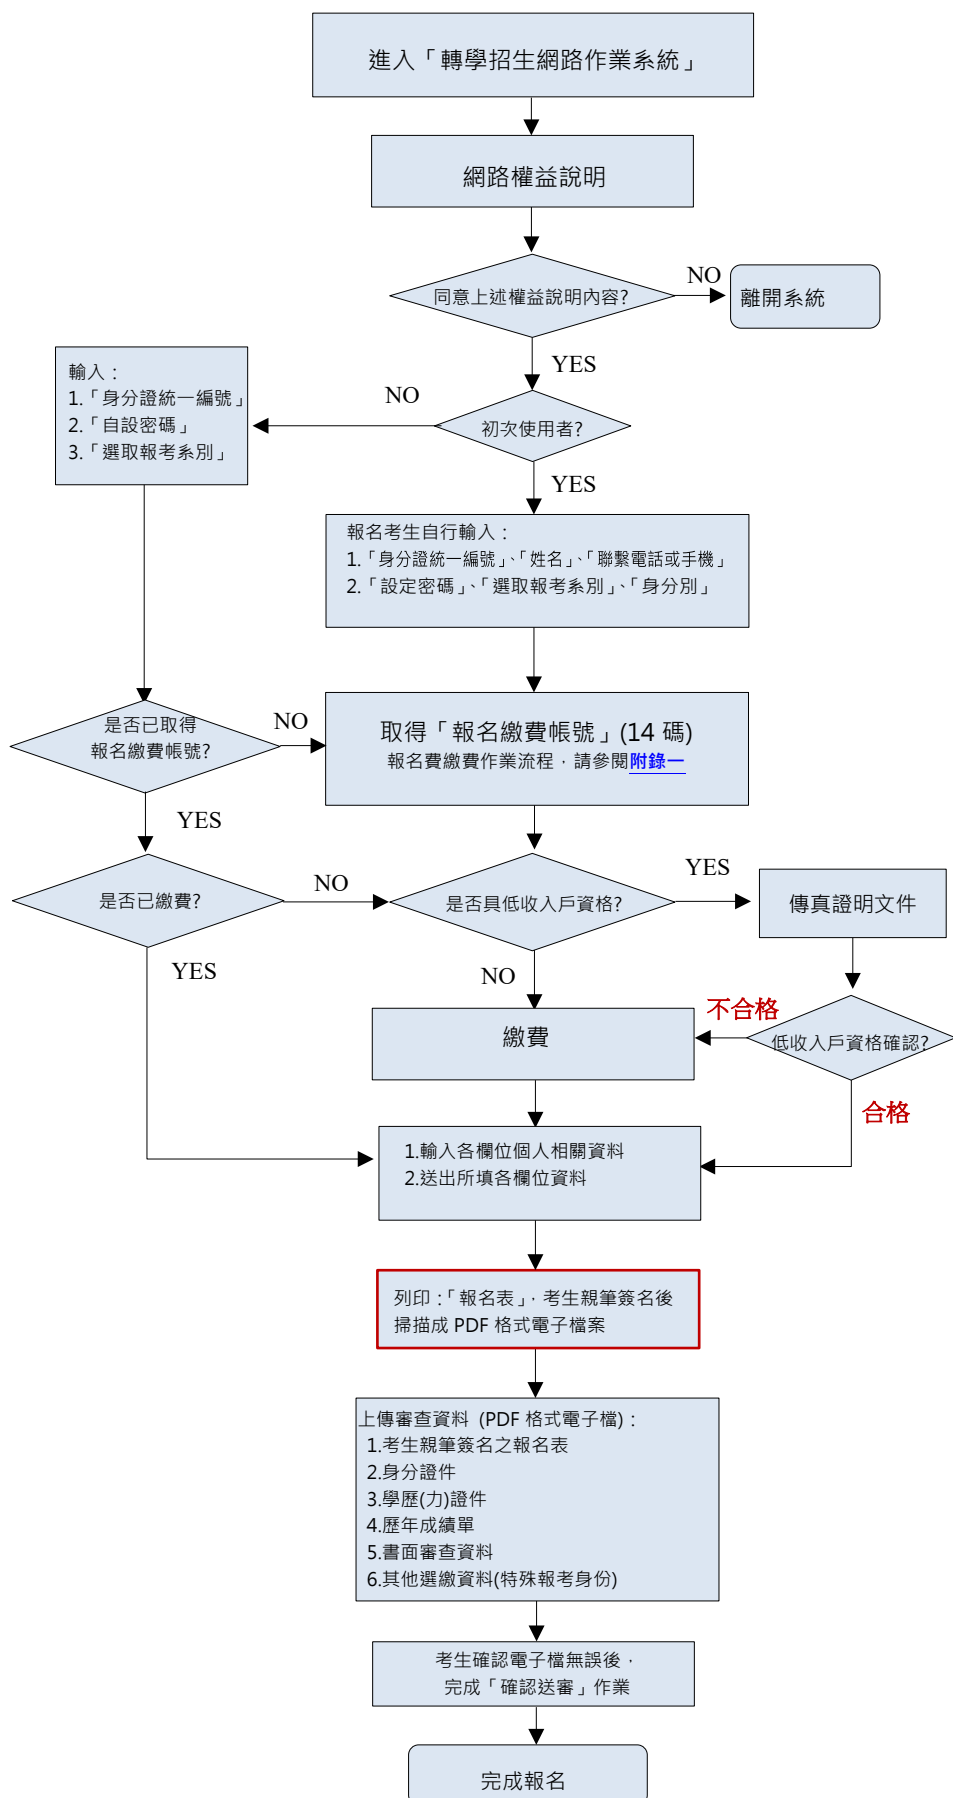 進入「轉學招生網路作業系統」
網路權益說明
同意上述權益說明內容?
NO
離開系統
YES
初次使用者?
NO
輸入：
1.「身分證統一編號」
2.「自設密碼」
3.「選取報考系別」
YES
報名考生自行輸入：
1.「身分證統一編號」、「姓名」、「聯繫電話或手機」
2.「設定密碼」、「選取報考系別」、「身分別」
是否已取得
報名繳費帳號?
NO
取得「報名繳費帳號」(14 碼)
報名費繳費作業流程，請參閱附錄一
YES
是否已繳費?
NO
是否具低收入戶資格?
YES
傳真證明文件
YES
NO
繳費
不合格
低收入戶資格確認?
合格
1.輸入各欄位個人相關資料
2.送出所填各欄位資料
列印：「報名表」，考生親筆簽名後
掃描成 PDF 格式電子檔案
上傳審查資料 (PDF 格式電子檔)：
1.考生親筆簽名之報名表
2.身分證件
3.學歷(力)證件
4.歷年成績單
5.書面審查資料
6.其他選繳資料(特殊報考身份)
考生確認電子檔無誤後，
完成「確認送審」作業
完成報名